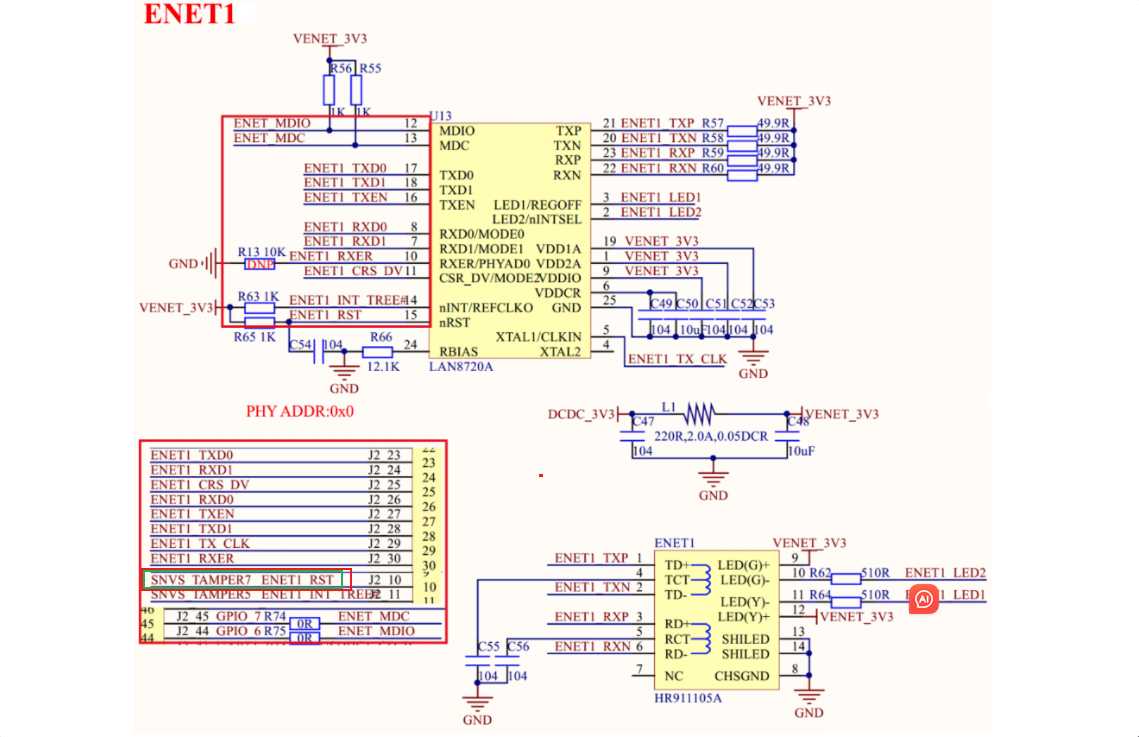 ENET1
VENET_3V3
R56 R55
1K 1K
U13
ENET_MDIO 12 MDIO
ENET_MDC 13 MDC
ENET1_TXD0 17 TXD0
ENET1_TXD1 18 TXD1
ENET1_TXEN 16 TXEN
ENET1_RXD0 8 RXD0/MODE0
ENET1_RXD1 7 RXD1/MODE1
GND R13 10K DNP ENET1_RXER 10 RXER/PHYAD0
ENET1_CRS_DV 11 CSR_DV/MODE2
VENET_3V3 R63 1K ENET1_INT_TREE# 14 nINT/REFCLKO
ENET1_RST 15 nRST
R65 1K
C54 104 R66 24 RBIAS
12.1K
GND
LAN8720A
VENET_3V3
TXP 21 ENET1_TXP R57 49.9R
TXN 20 ENET1_TXN R58 49.9R
RXP 23 ENET1_RXP R59 49.9R
RXN 22 ENET1_RXN R60 49.9R
LED1/REGOFF 3 ENET1_LED1
LED2/nINTSEL 2 ENET1_LED2
VDD1A 19 VENET_3V3
VDD2A 1 VENET_3V3
VDDIO 9 VENET_3V3
VDDCR 6
GND 25
C49 C50 C51 C52 C53
104 10uF 104 104 104
XTAL1/CLKIN 5
XTAL2 4
ENET1_TX_CLK
GND
PHY ADDR:0x0
DCDC_3V3 L1 VENET_3V3
C47 C48
220R,2.0A,0.05DCR
104 10uF
GND
22
ENET1_TXD0 J2_23 23
ENET1_RXD1 J2_24 24
ENET1_CRS_DV J2_25 25
ENET1_RXD0 J2_26 26
ENET1_TXEN J2_27 27
ENET1_TXD1 J2_28 28
ENET1_TX_CLK J2_29 29
ENET1_RXER J2_30 30
9
SNVS_TAMPER7_ENET1_RST J2_10 10
SNVS_TAMPER5_ENET1_INT_TREE# J2_11 11
46
45 J2_45 GPIO_7 R74 ENET_MDC
0R
44 J2_44 GPIO_6 R75 ENET_MDIO
0R
ENET1
ENET1_TXP 1 TD+
4 TCT
ENET1_TXN 2 TD-
ENET1_RXP 3 RD+
5 RCT
ENET1_RXN 6 RD-
7 NC
C55 C56
104 104
GND
VENET_3V3
LED(G)+ 9
LED(G)- 10 R62 510R ENET1_LED2
LED(Y)- 11 R64 510R LED1
LED(Y)+ 12 VENET_3V3
SHILED 13
SHILED 14
CHSGND 8
HR911105A
GND
AI